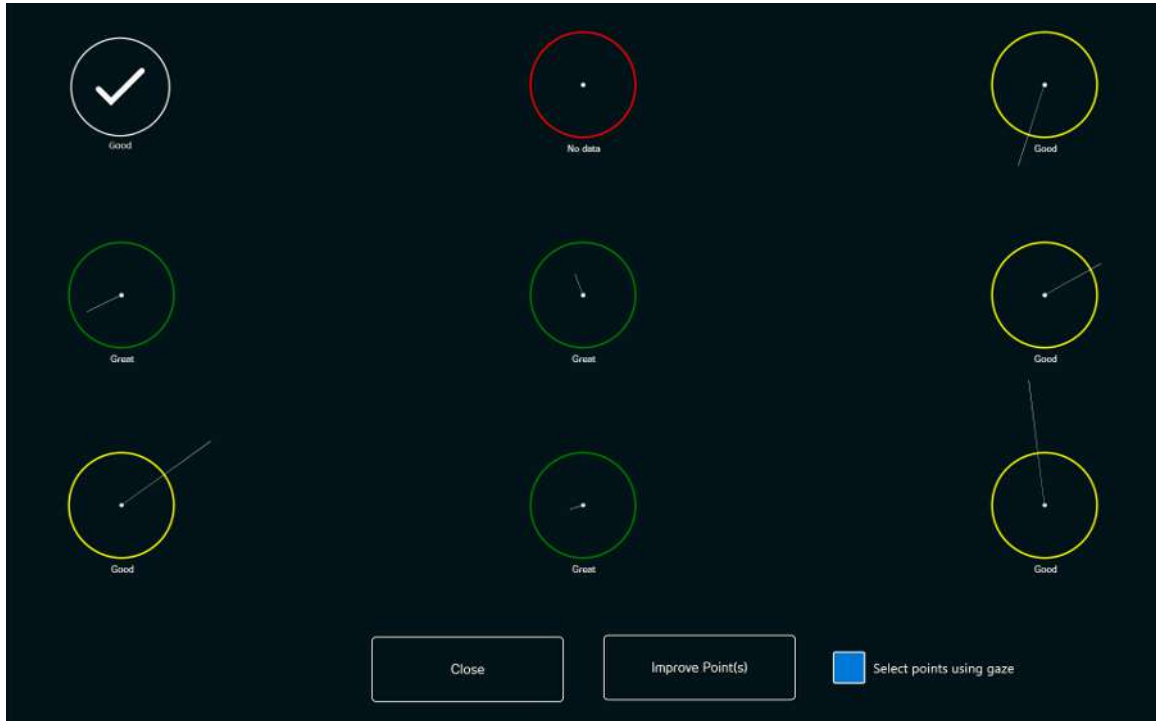 Good
No data
Good
Great
Great
Good
Good
Great
Good
Close
Improve Point(s)
Select points using gaze